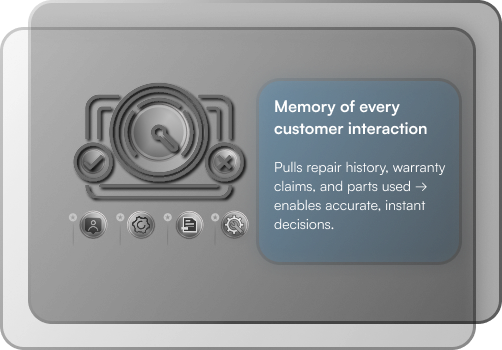 Memory of every
customer interaction
Pulls repair history, warranty
claims, and parts used →
enables accurate, instant
decisions.